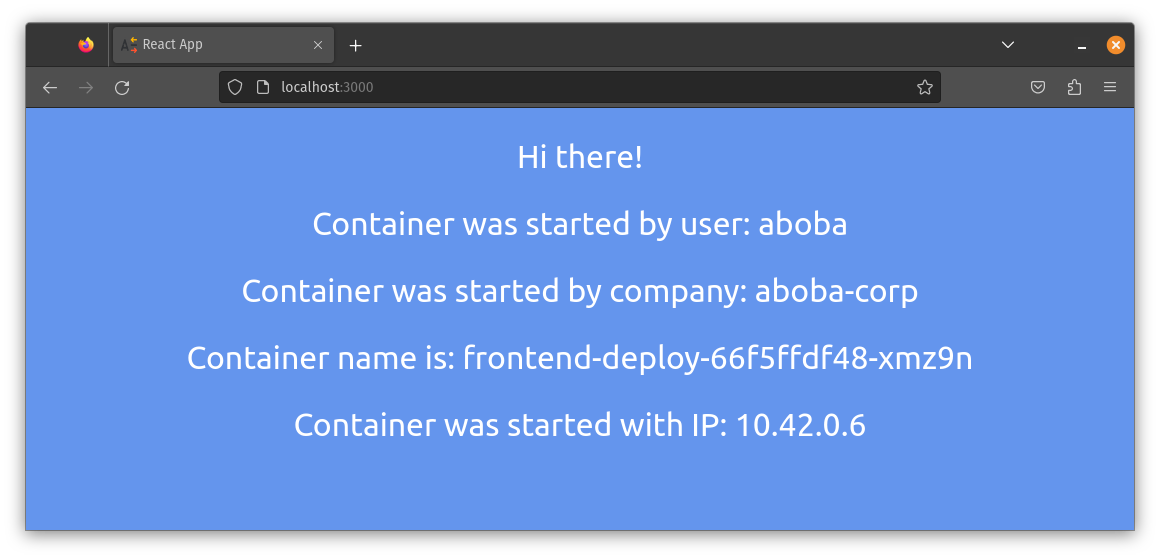 React App
localhost:3000
Hi there!
Container was started by user: aboba
Container was started by company: aboba-corp
Container name is: frontend-deploy-66f5ffdf48-xmz9n
Container was started with IP: 10.42.0.6